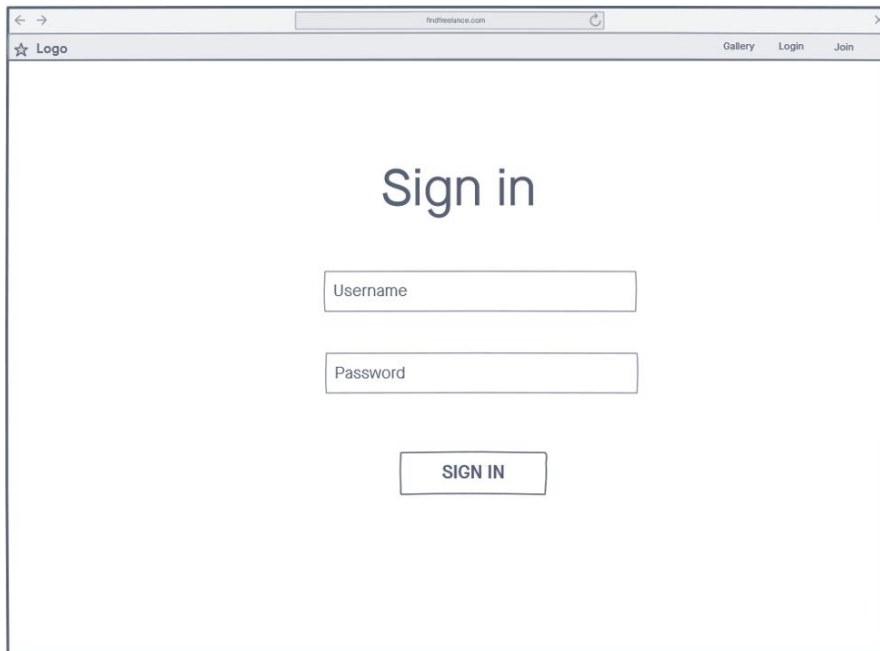 findfreelance.com
Logo
Gallery Login Join
Sign in
Username
Password
SIGN IN